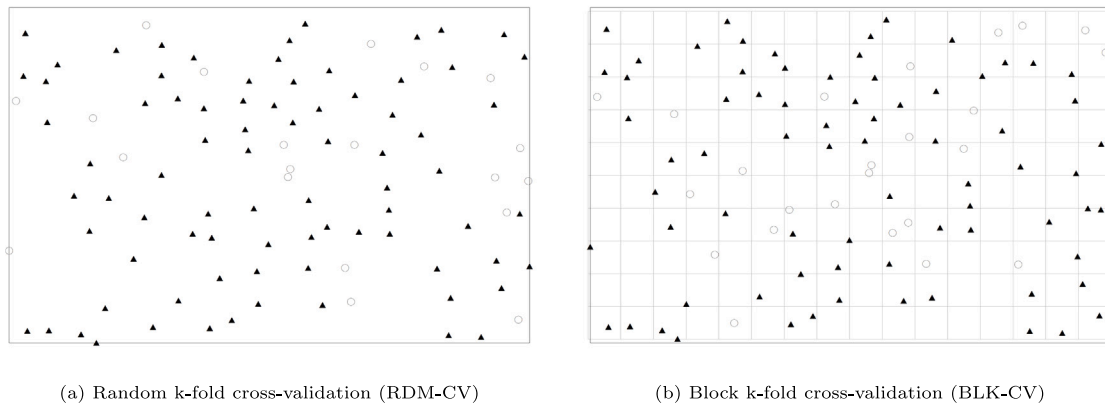 (a) Random k-fold cross-validation (RDM-CV)
(b) Block k-fold cross-validation (BLK-CV)